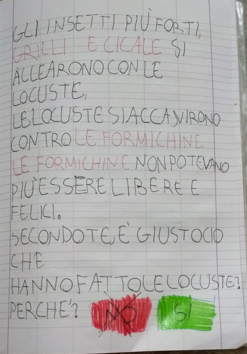 GLI INSETTI PIÙ FORTI,
GRILLI E CICALE SI
ALLEARONO CON LE
LOCUSTE,
LE LOCUSTE SI ACCANIRONO
CONTRO LE FORMICHINE
LE FORMICHINE NON POTEVANO
PIÙ ESSERE LIBERE E
FELICI.
SECONDO TE, È GIUSTO CIÒ
CHE
HANNO FATTO LE LOCUSTE?
PERCHÈ? NO SÌ